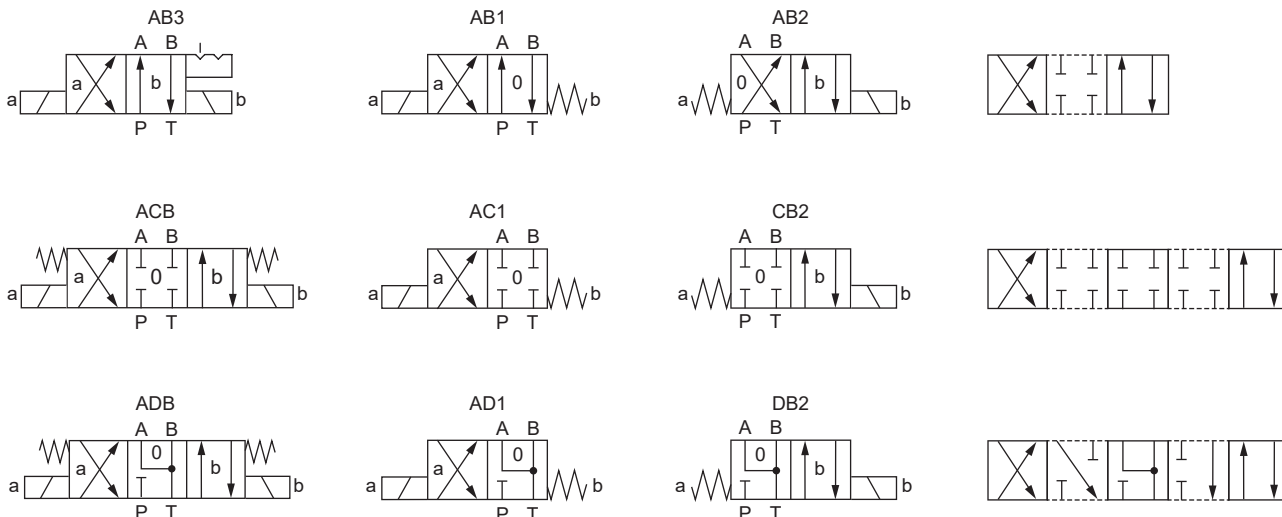 AB3 AB1 AB2
A B A B A B
a a b b a a 0 b a 0 b b
P T P T P T
ACB AC1 CB2
A B A B A B
a a 0 b b a a 0 b a 0 b b
P T P T P T
ADB AD1 DB2
A B A B A B
a a 0 b b a a 0 b a 0 b b
P T P T P T